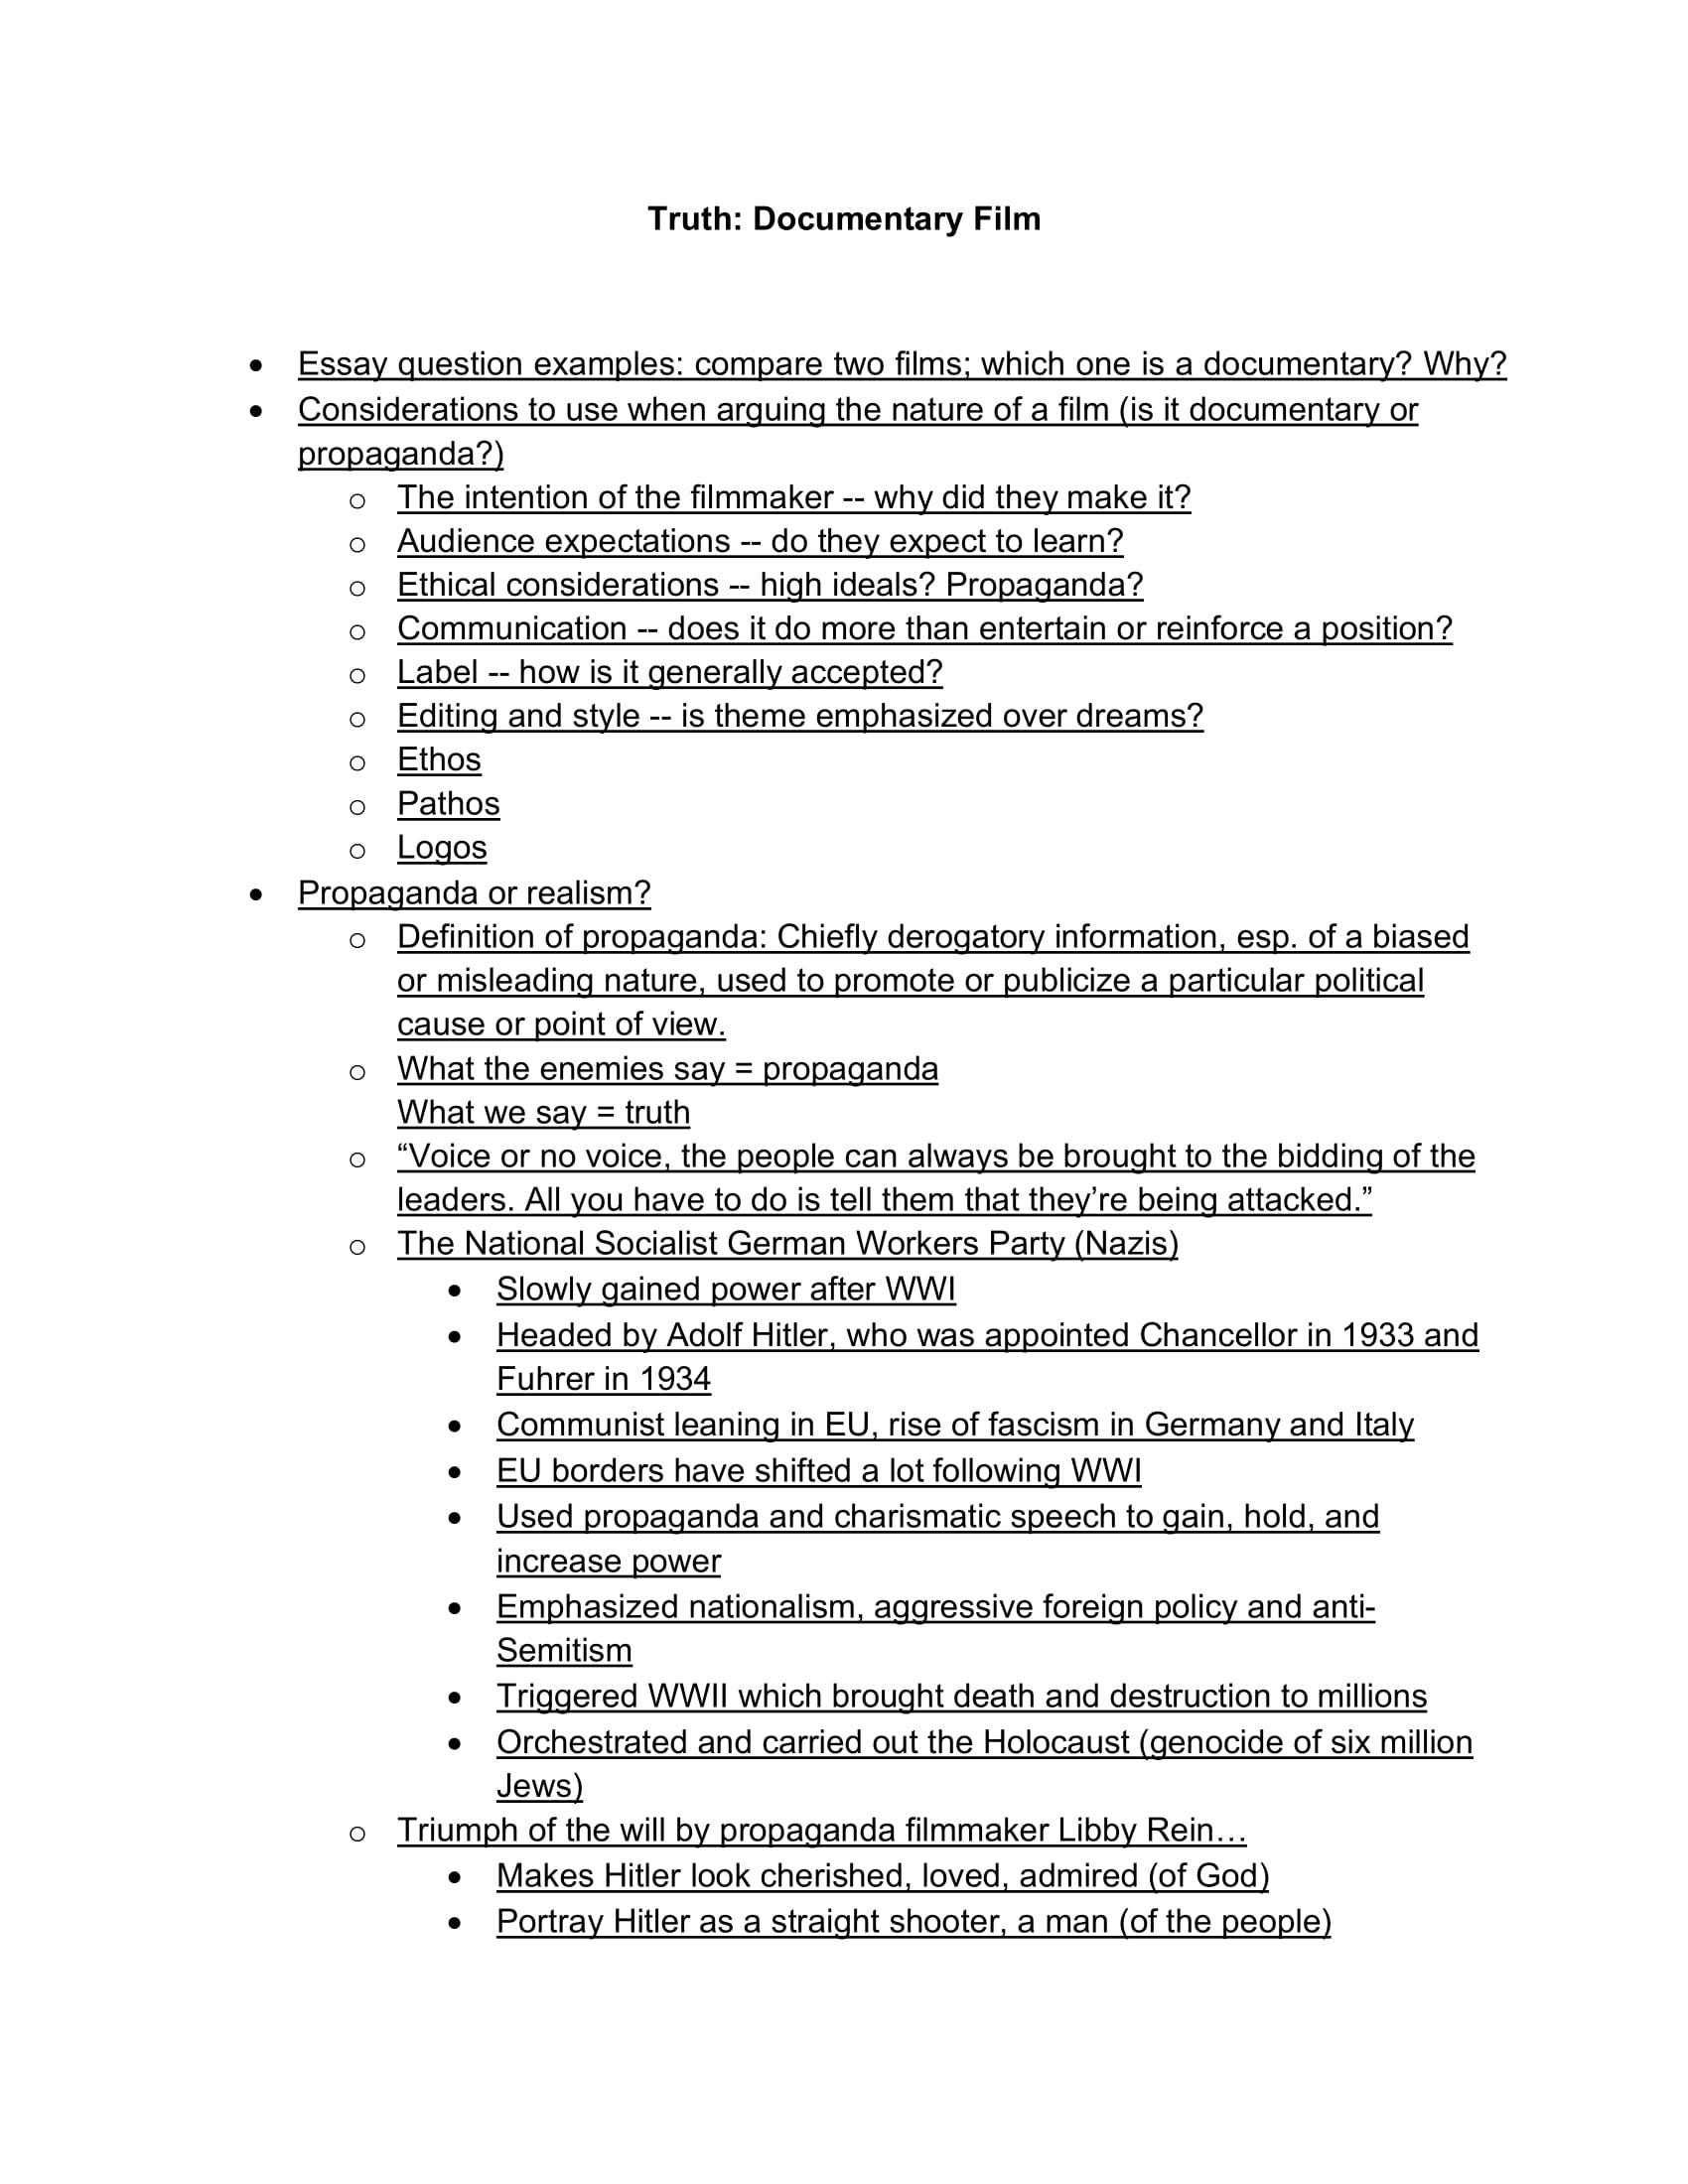 Truth: Documentary Film
• Essay question examples: compare two films; which one is a documentary? Why?
• Considerations to use when arguing the nature of a film (is it documentary or
propaganda?)
o The intention of the filmmaker -- why did they make it?
o Audience expectations -- do they expect to learn?
o Ethical considerations -- high ideals? Propaganda?
o Communication -- does it do more than entertain or reinforce a position?
o Label -- how is it generally accepted?
o Editing and style -- is theme emphasized over dreams?
o Ethos
o Pathos
o Logos
• Propaganda or realism?
o Definition of propaganda: Chiefly derogatory information, esp. of a biased
or misleading nature, used to promote or publicize a particular political
cause or point of view.
o What the enemies say = propaganda
What we say = truth
o “Voice or no voice, the people can always be brought to the bidding of the
leaders. All you have to do is tell them that they’re being attacked.”
o The National Socialist German Workers Party (Nazis)
• Slowly gained power after WWI
• Headed by Adolf Hitler, who was appointed Chancellor in 1933 and
Fuhrer in 1934
• Communist leaning in EU, rise of fascism in Germany and Italy
• EU borders have shifted a lot following WWI
• Used propaganda and charismatic speech to gain, hold, and
increase power
• Emphasized nationalism, aggressive foreign policy and anti-
Semitism
• Triggered WWII which brought death and destruction to millions
• Orchestrated and carried out the Holocaust (genocide of six million
Jews)
o Triumph of the will by propaganda filmmaker Libby Rein…
• Makes Hitler look cherished, loved, admired (of God)
• Portray Hitler as a straight shooter, a man (of the people)